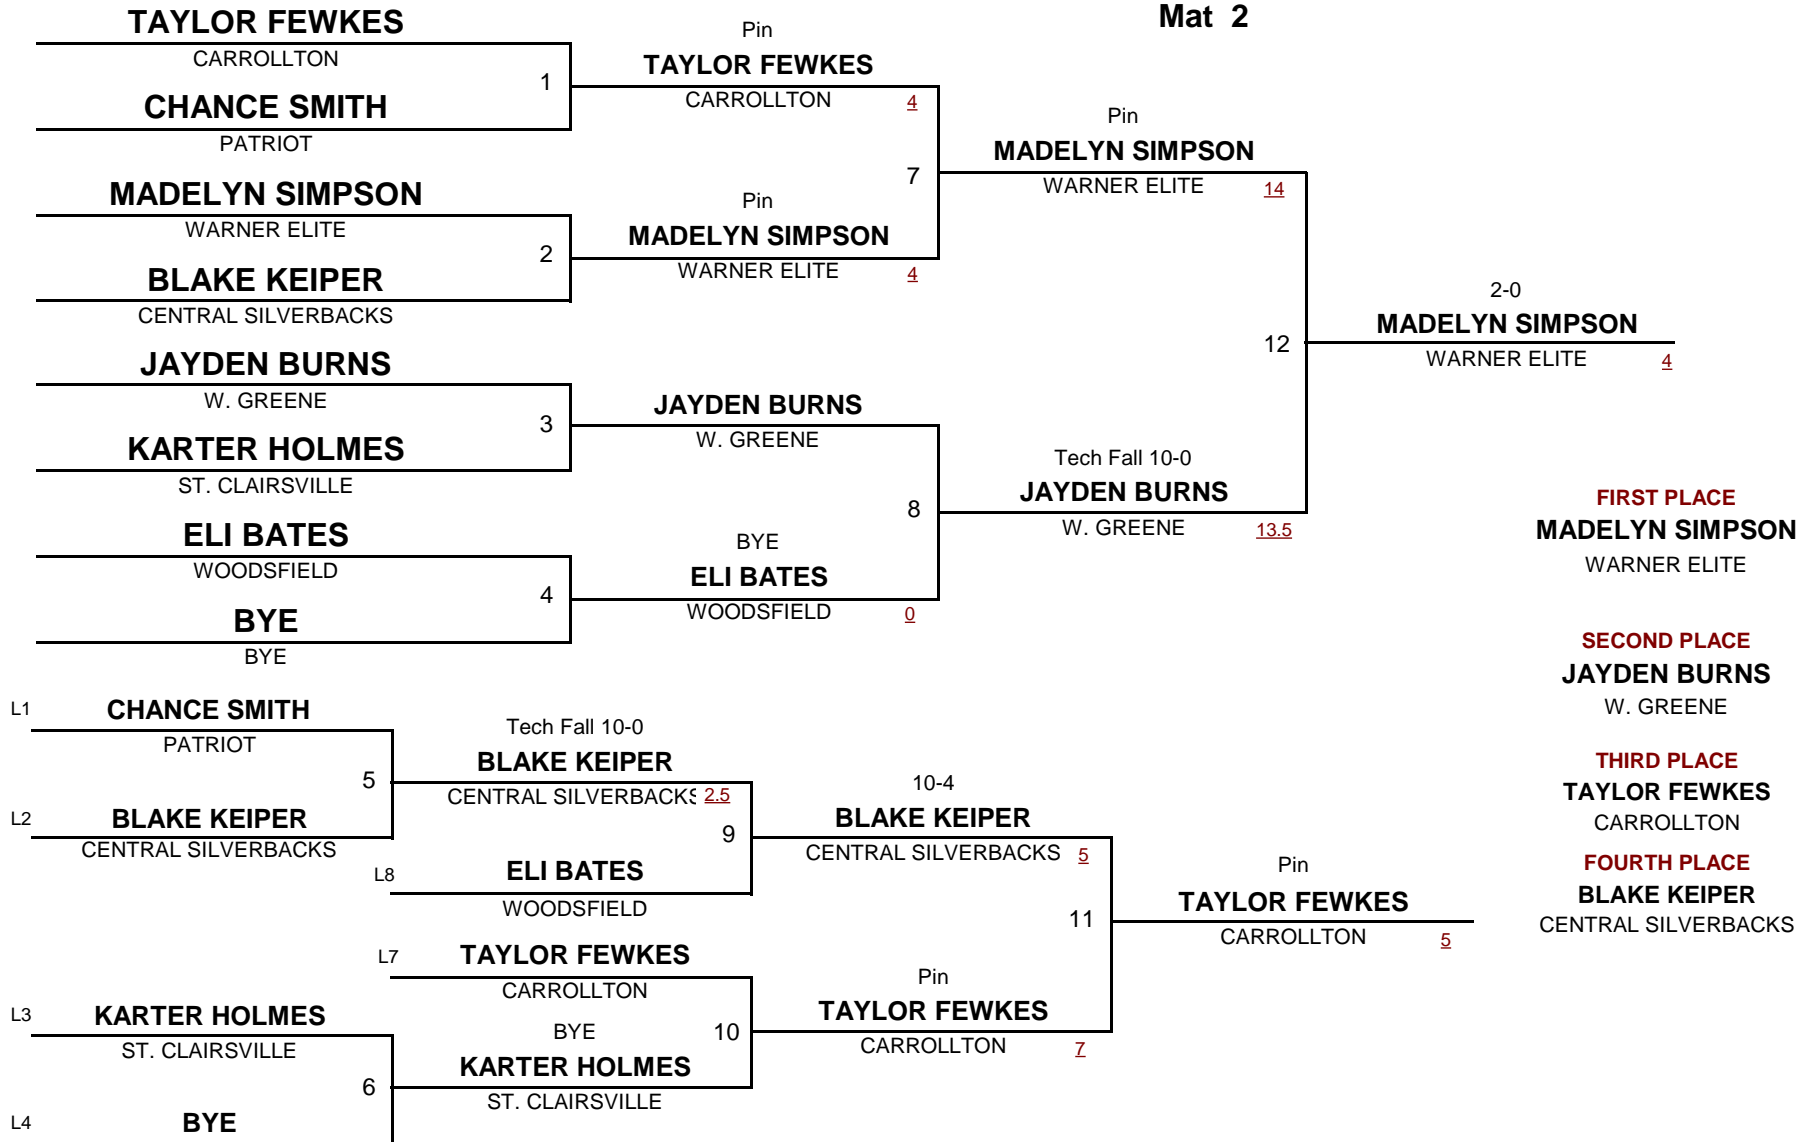 Mat 2
TAYLOR FEWKES
CARROLLTON
1
CHANCE SMITH
PATRIOT
MADELYN SIMPSON
WARNER ELITE
2
BLAKE KEIPER
CENTRAL SILVERBACKS
JAYDEN BURNS
W. GREENE
3
KARTER HOLMES
ST. CLAIRSVILLE
ELI BATES
WOODSFIELD
4
BYE
BYE
Pin
TAYLOR FEWKES
CARROLLTON 4
7
Pin
MADELYN SIMPSON
WARNER ELITE 4
JAYDEN BURNS
W. GREENE
8
BYE
ELI BATES
WOODSFIELD 0
Pin
MADELYN SIMPSON
WARNER ELITE 14
12
Tech Fall 10-0
JAYDEN BURNS
W. GREENE 13.5
2-0
MADELYN SIMPSON
WARNER ELITE 4
L1 CHANCE SMITH
PATRIOT
5
L2 BLAKE KEIPER
CENTRAL SILVERBACKS
L3 KARTER HOLMES
ST. CLAIRSVILLE
6
L4 BYE
Tech Fall 10-0
BLAKE KEIPER
CENTRAL SILVERBACKS 2.5
9
L8 ELI BATES
WOODSFIELD
L7 TAYLOR FEWKES
CARROLLTON
BYE 10
KARTER HOLMES
ST. CLAIRSVILLE
10-4
BLAKE KEIPER
CENTRAL SILVERBACKS 5
11
Pin
TAYLOR FEWKES
CARROLLTON 7
Pin
TAYLOR FEWKES
CARROLLTON 5
FIRST PLACE
MADELYN SIMPSON
WARNER ELITE
SECOND PLACE
JAYDEN BURNS
W. GREENE
THIRD PLACE
TAYLOR FEWKES
CARROLLTON
FOURTH PLACE
BLAKE KEIPER
CENTRAL SILVERBACKS